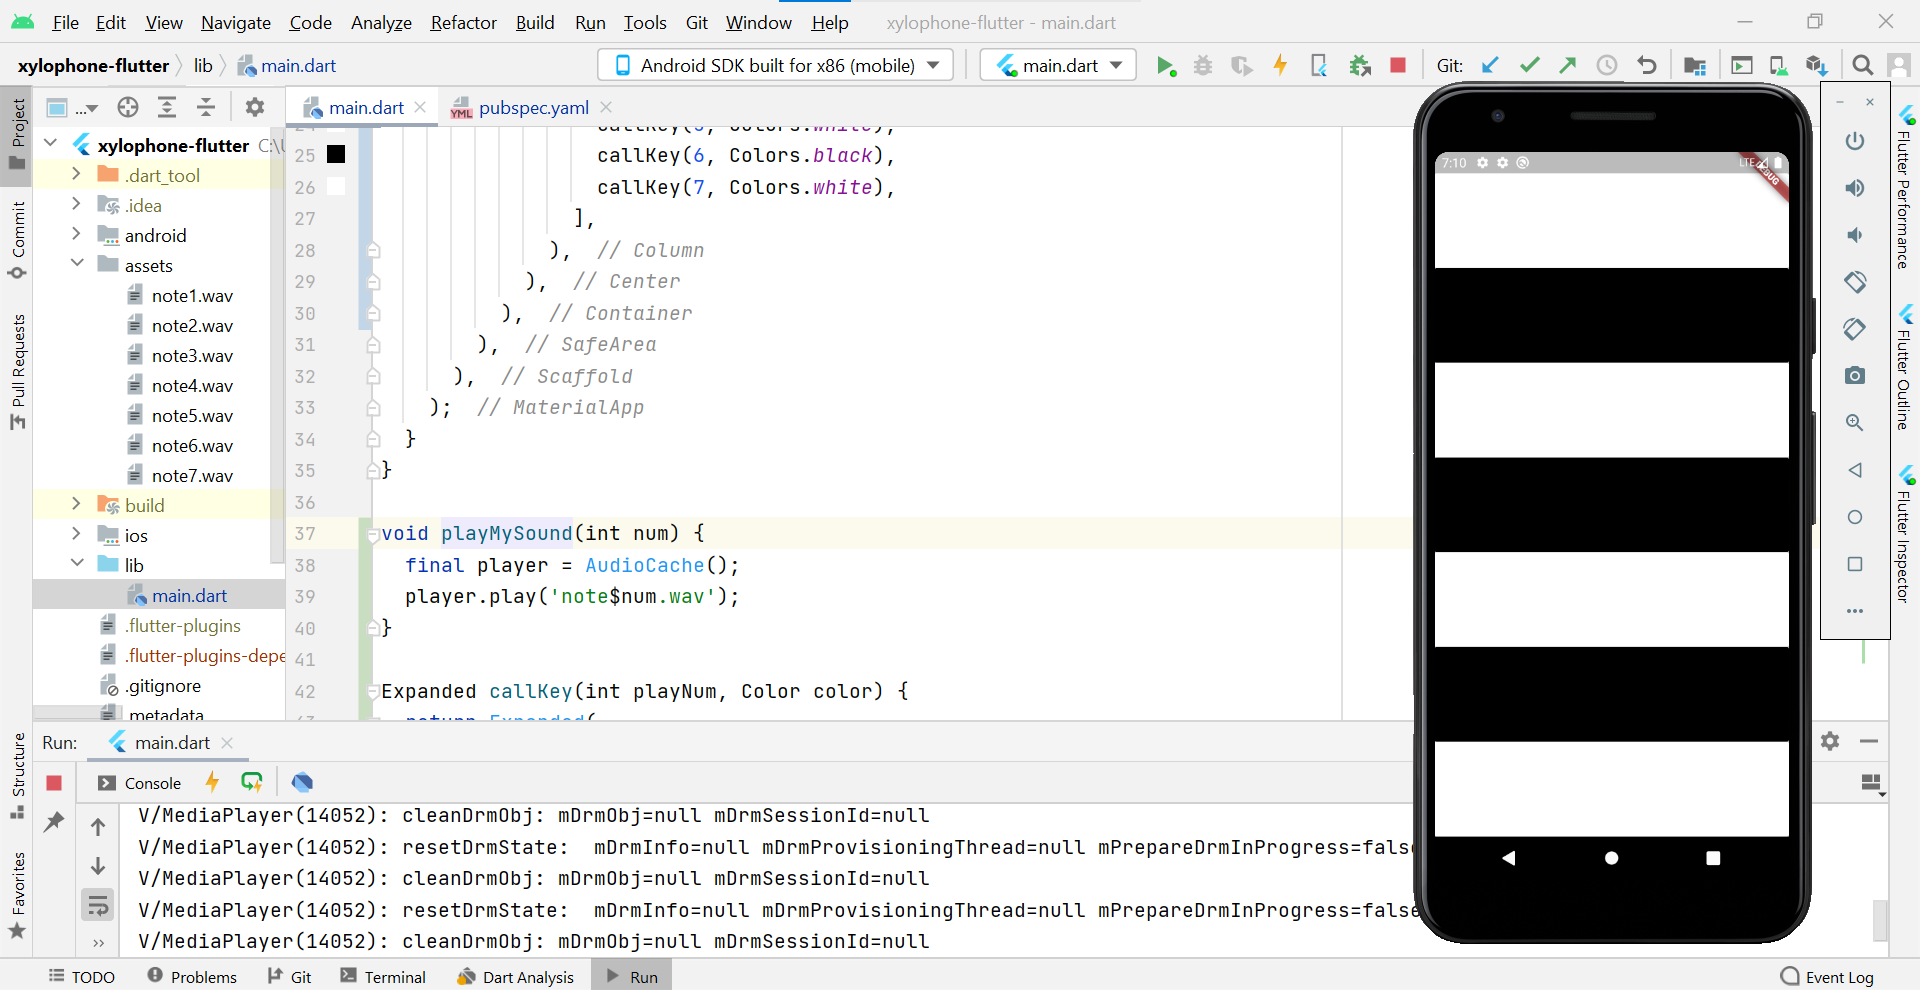 File Edit View Navigate Code Analyze Refactor Build Run Tools Git Window Help xylophone-flutter - main.dart
xylophone-flutter lib main.dart Android SDK built for x86 (mobile) main.dart Git:
... main.dart pubspec.yaml
Project
Commit
Pull Requests
Structure
Favorites
xylophone-flutter
.dart_tool
.idea
android
assets
note1.wav
note2.wav
note3.wav
note4.wav
note5.wav
note6.wav
note7.wav
build
ios
lib
main.dart
.flutter-plugins
.flutter-plugins-depe
.gitignore
.metadata
25 callKey(6, Colors.black),
26 callKey(7, Colors.white),
27 ],
28 ), // Column
29 ), // Center
30 ), // Container
31 ), // SafeArea
32 ), // Scaffold
33 ); // MaterialApp
34 }
35 }
36
37 void playMySound(int num) {
38 final player = AudioCache();
39 player.play('note$num.wav');
40 }
41
42 Expanded callKey(int playNum, Color color) {
return Expanded(
7:10 LTE
DEBUG
Flutter Performance
Flutter Outline
Flutter Inspector
Run: main.dart
Console
V/MediaPlayer(14052): cleanDrmObj: mDrmObj=null mDrmSessionId=null
V/MediaPlayer(14052): resetDrmState:  mDrmInfo=null mDrmProvisioningThread=null mPrepareDrmInProgress=false
V/MediaPlayer(14052): cleanDrmObj: mDrmObj=null mDrmSessionId=null
V/MediaPlayer(14052): resetDrmState:  mDrmInfo=null mDrmProvisioningThread=null mPrepareDrmInProgress=false
V/MediaPlayer(14052): cleanDrmObj: mDrmObj=null mDrmSessionId=null
TODO Problems Git Terminal Dart Analysis Run Event Log